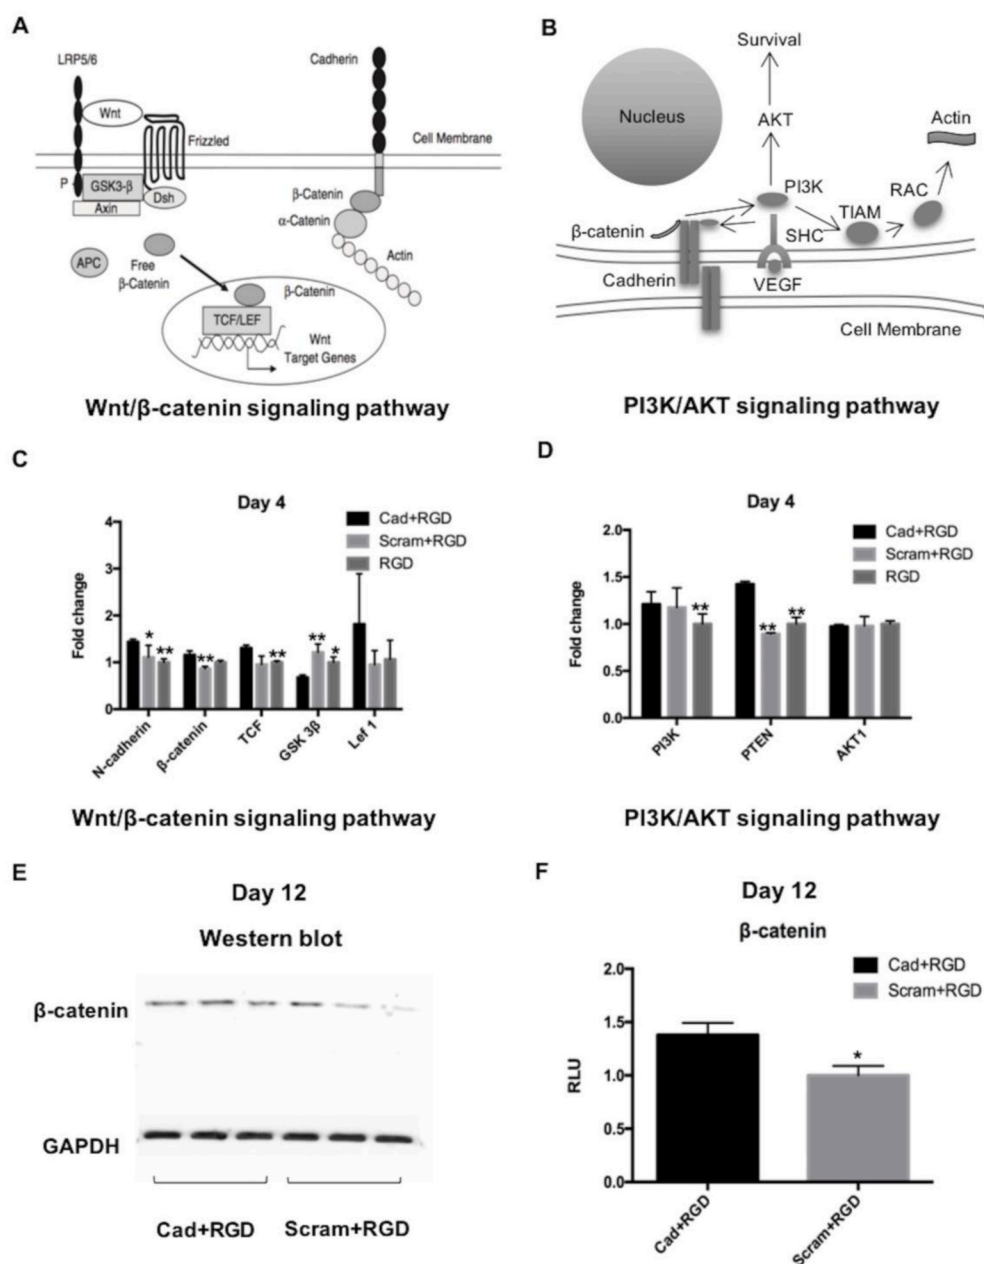 A
LRP5/6
Cadherin
Wnt
Frizzled
Cell Membrane
P
GSK3-β
Dsh
Axin
β-Catenin
α-Catenin
APC
Free
β-Catenin
Actin
β-Catenin
TCF/LEF
Wnt
Target Genes
Wnt/β-catenin signaling pathway
B
Survival
Nucleus
AKT
Actin
PI3K
RAC
TIAM
β-catenin
SHC
Cadherin
VEGF
Cell Membrane
PI3K/AKT signaling pathway
C
Day 4
Cad+RGD
Scram+RGD
RGD
Fold change
4
3
2
1
0
* ** ** ** ** *
N-cadherin
β-catenin
TCF
GSK 3β
Lef 1
Wnt/β-catenin signaling pathway
D
Day 4
Cad+RGD
Scram+RGD
RGD
Fold change
2.0
1.5
1.0
0.5
0.0
** ** **
PI3K
PTEN
AKT1
PI3K/AKT signaling pathway
E
Day 12
Western blot
β-catenin
GAPDH
Cad+RGD Scram+RGD
F
Day 12
β-catenin
Cad+RGD
Scram+RGD
RLU
2.0
1.5
1.0
0.5
0.0
*
Cad+RGD
Scram+RGD